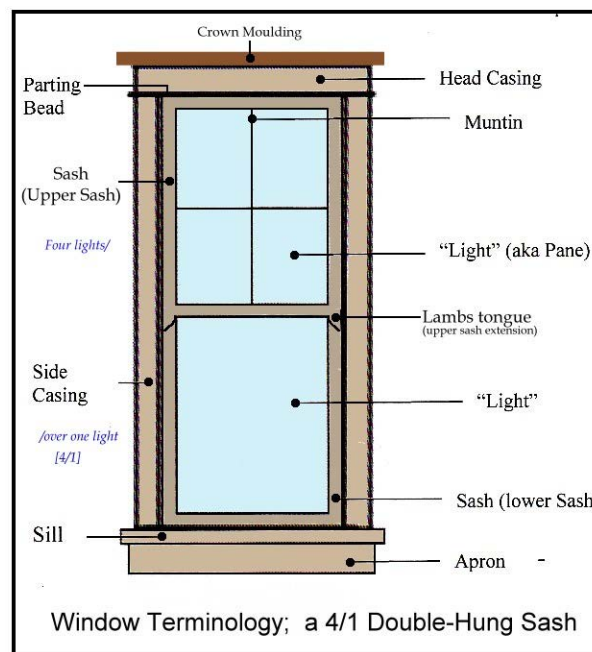 Crown Moulding
Head Casing
Parting
Bead
Muntin
Sash
(Upper Sash)
Four lights/
"Light" (aka Pane)
Lambs tongue
(upper sash extension)
Side
Casing
"Light"
/over one light
[4/1]
Sash (lower Sash
Sill
Apron -
Window Terminology; a 4/1 Double-Hung Sash